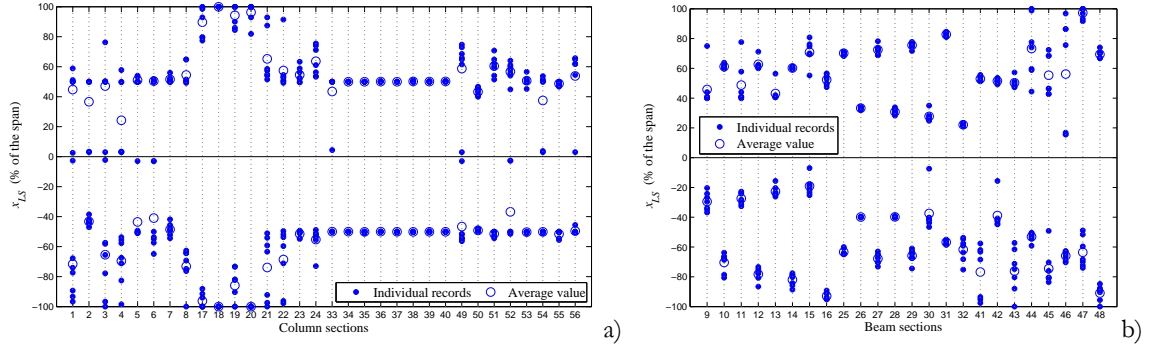 100
80
60
40
20
0
−20
−40
−60
−80
−100
x_LS (% of the span)
1 2 3 4 5 6 7 8 17 18 19 20 21 22 23 24 33 34 35 36 37 38 39 40 49 50 51 52 53 54 55 56
Column sections
Individual records Average value
a)
100
80
60
40
20
0
−20
−40
−60
−80
−100
x_LS (% of the span)
9 10 11 12 13 14 15 16 25 26 27 28 29 30 31 32 41 42 43 44 45 46 47 48
Beam sections
Individual records
Average value
b)